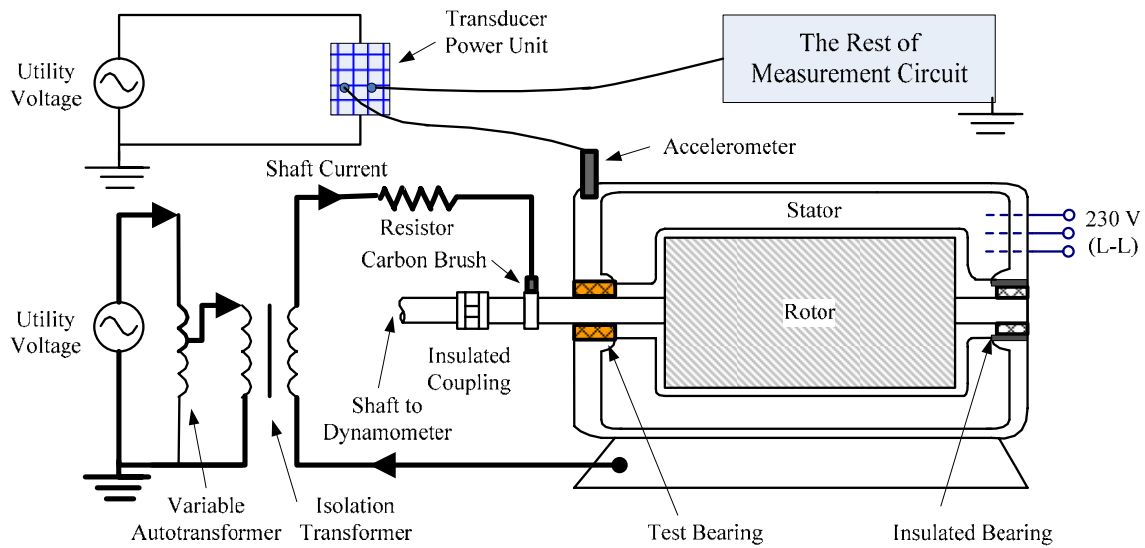 Transducer
Power Unit
The Rest of
Measurement Circuit
Utility
Voltage
Accelerometer
Shaft Current
Resistor
Stator
230 V
(L-L)
Carbon Brush
Utility
Voltage
Rotor
Insulated
Coupling
Shaft to
Dynamometer
Variable
Autotransformer
Isolation
Transformer
Test Bearing
Insulated Bearing